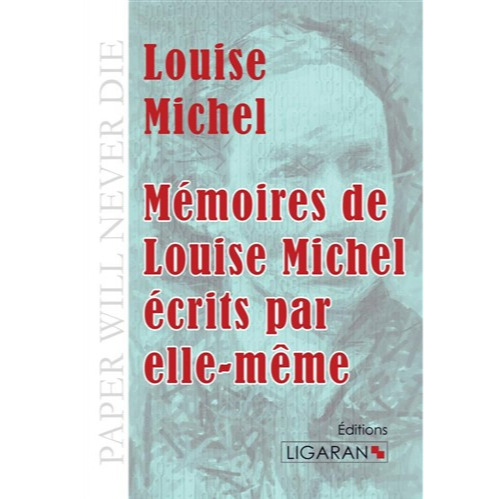 PAPER WILL NEVER DIE
Louise
Michel
Mémoires de
Louise Michel
écrits par
elle-même
Éditions
LIGARAN